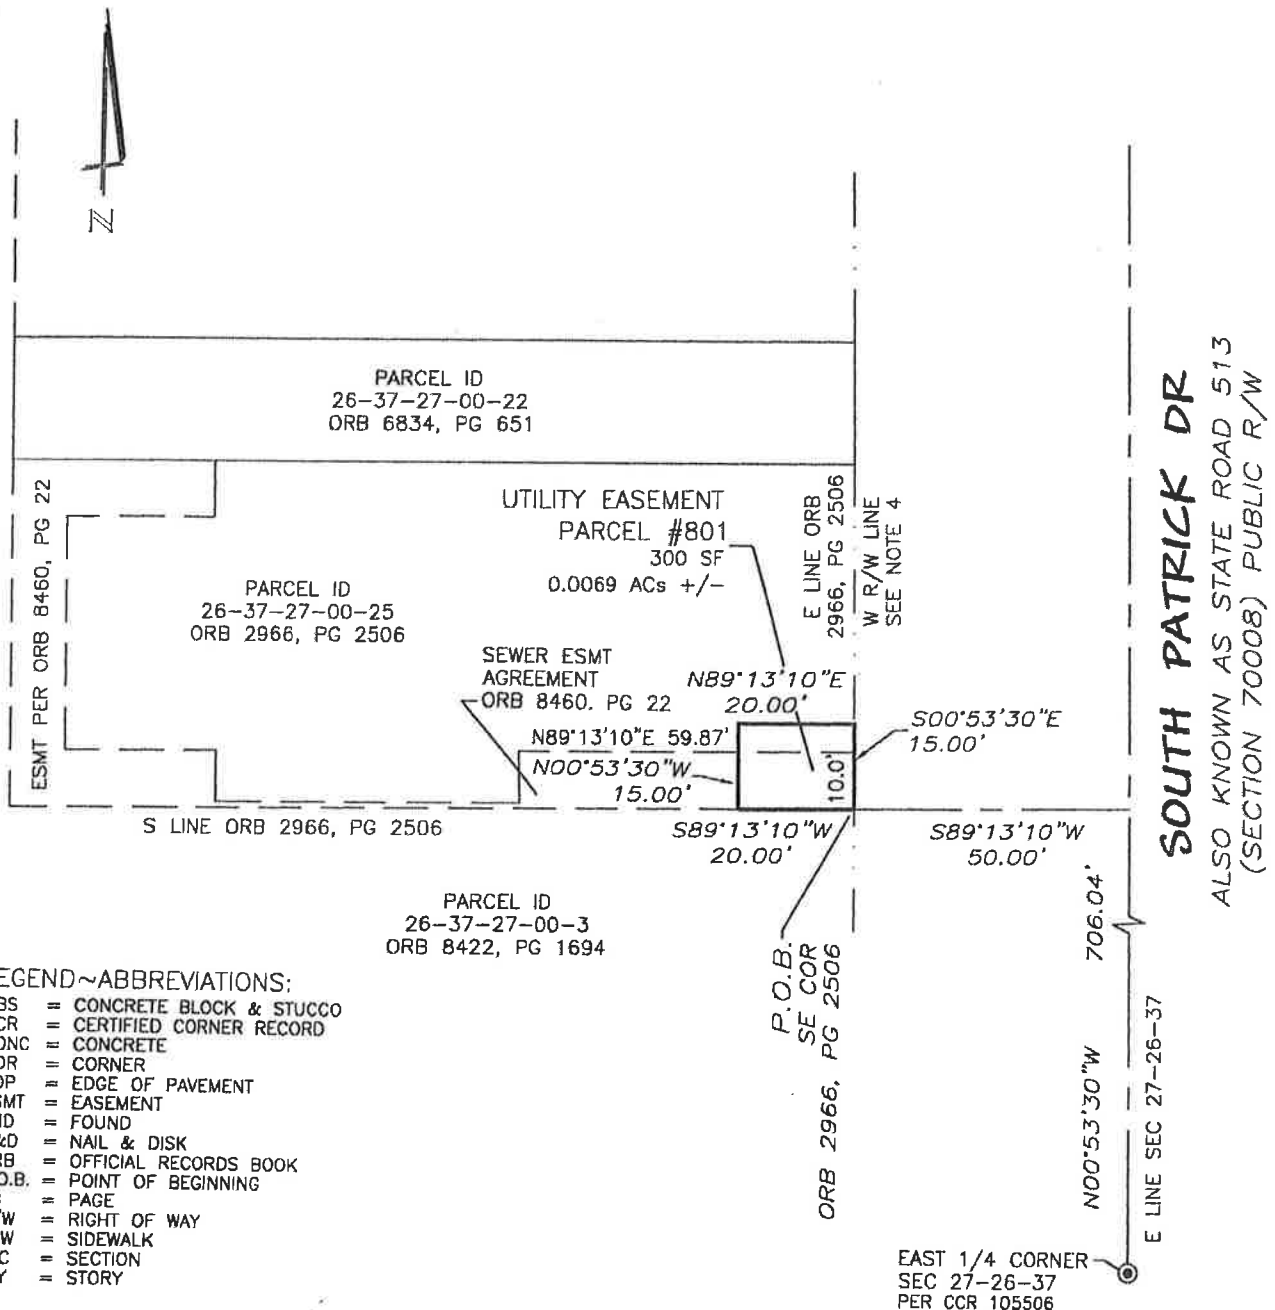 N
PARCEL ID
26-37-27-00-22
ORB 6834, PG 651
ESMT PER ORB 8460, PG 22
UTILITY EASEMENT
PARCEL #801
300 SF
0.0069 ACs +/-
E LINE ORB
2966, PG 2506
W R/W LINE
SEE NOTE 4
PARCEL ID
26-37-27-00-25
ORB 2966, PG 2506
SEWER ESMT
AGREEMENT
ORB 8460. PG 22
N89°13'10"E
20.00'
S00°53'30"E
15.00'
N89°13'10"E 59.87'
N00°53'30"W
15.00'
10.0'
S LINE ORB 2966, PG 2506
S89°13'10"W
20.00'
S89°13'10"W
50.00'
SOUTH PATRICK DR
ALSO KNOWN AS STATE ROAD 513
(SECTION 70008) PUBLIC R/W
PARCEL ID
26-37-27-00-3
ORB 8422, PG 1694
P.O.B.
SE COR
ORB 2966, PG 2506
706.04'
N00°53'30"W
E LINE SEC 27-26-37
EAST 1/4 CORNER
SEC 27-26-37
PER CCR 105506
EGEND~ABBREVIATIONS:
BS = CONCRETE BLOCK & STUCCO
CR = CERTIFIED CORNER RECORD
ONC = CONCRETE
OR = CORNER
OP = EDGE OF PAVEMENT
SMT = EASEMENT
ND = FOUND
&D = NAIL & DISK
RB = OFFICIAL RECORDS BOOK
O.B. = POINT OF BEGINNING
= PAGE
/W = RIGHT OF WAY
W = SIDEWALK
C = SECTION
Y = STORY